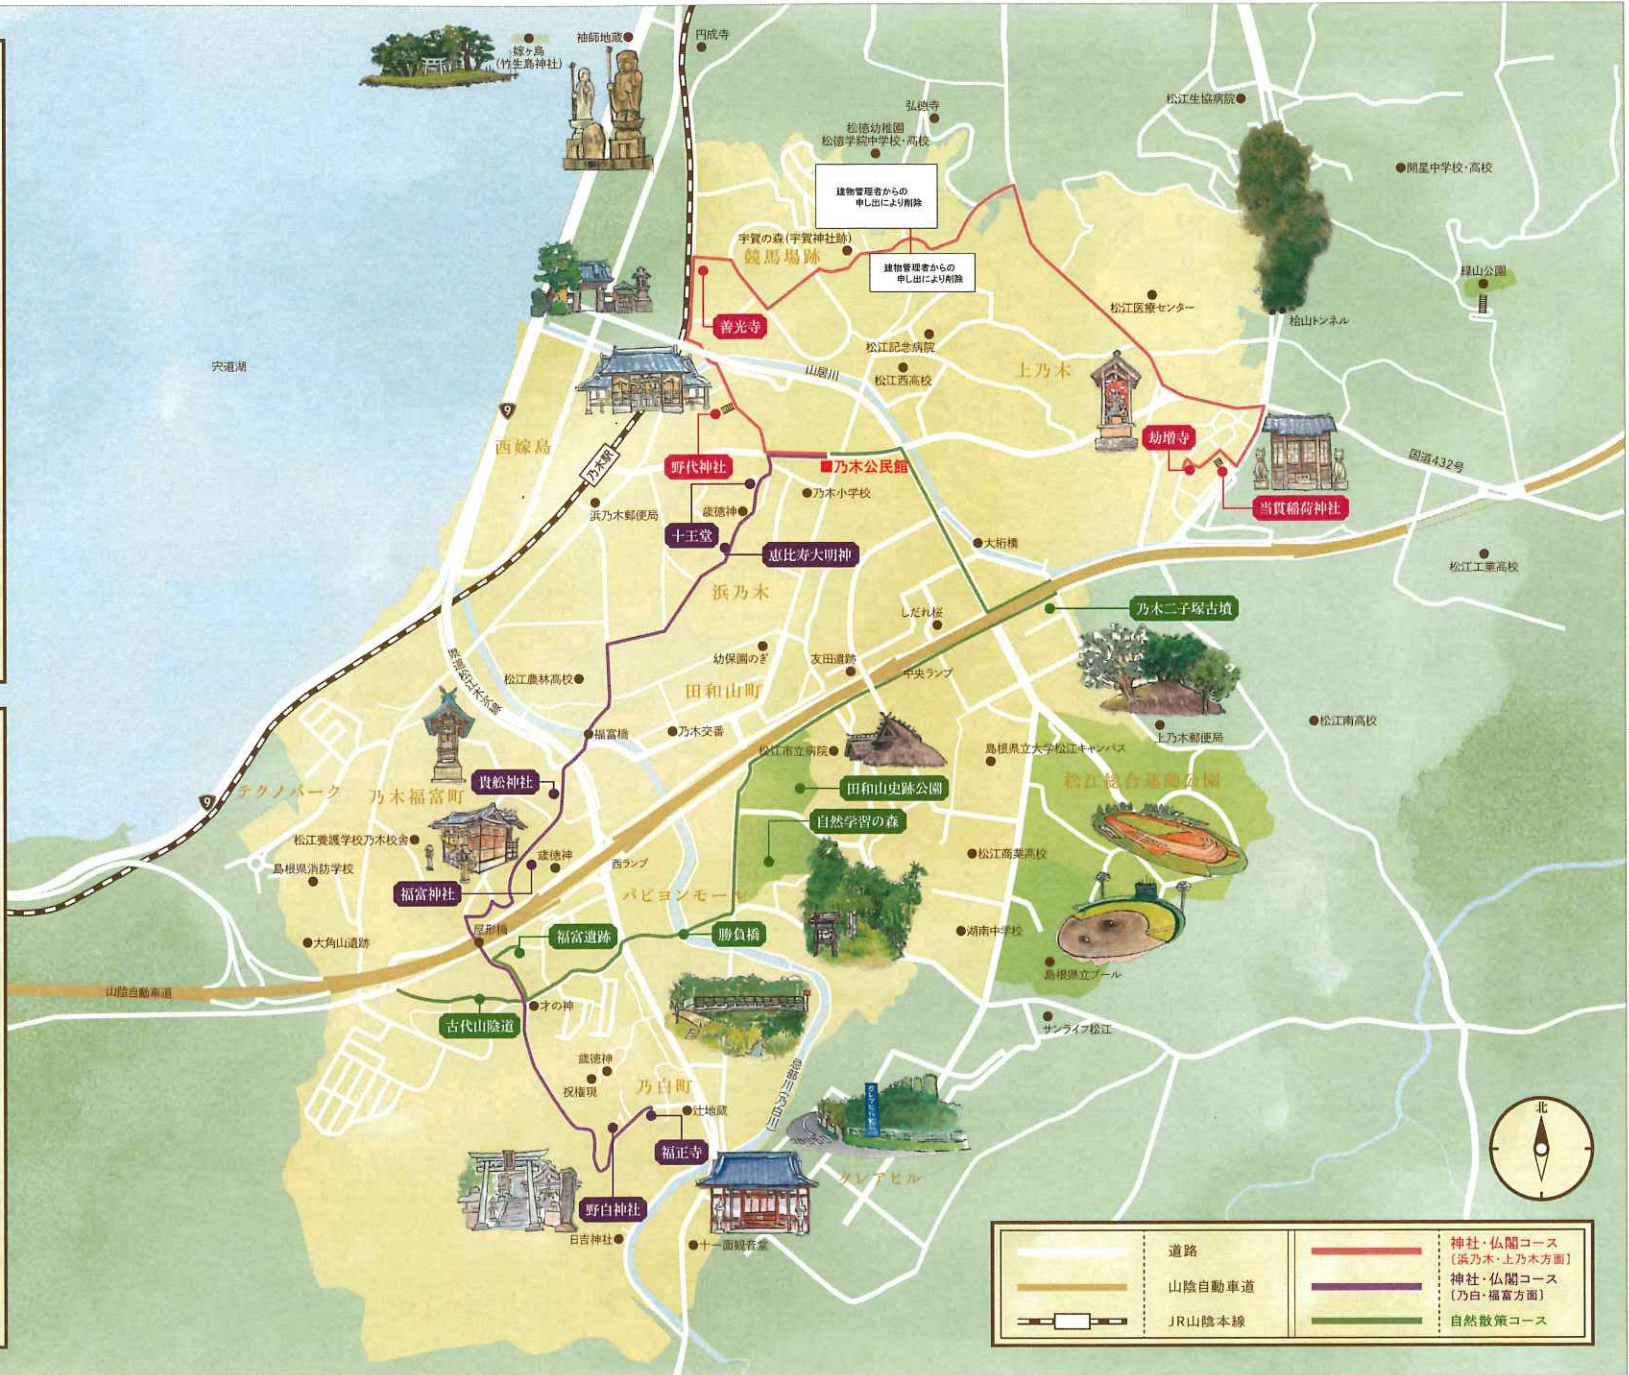 嫁ヶ島
(竹生島神社)
袖師地蔵
円成寺
松江生協病院
弘徳寺
松徳幼稚園
松徳学院中学校・高校
開星中学校・高校
建物管理者からの
申し出により削除
宇賀の森(宇賀神社跡)
競馬場跡
建物管理者からの
申し出により削除
緑山公園
松江医療センター
善光寺
桧山トンネル
松江記念病院
宍道湖
山居川
松江西高校
上乃木
9
西嫁島
乃木駅
野代神社
乃木公民館
劫増寺
国道432号
浜乃木郵便局
乃木小学校
歳徳神
当貫稲荷神社
十王堂
恵比寿大明神
大桁橋
松江工業高校
浜乃木
乃木二子塚古墳
しだれ桜
幼保園のぎ
友田遺跡
中央ランプ
県道松江木次線
松江農林高校
田和山町
松江南高校
福富橋
乃木交番
松江市立病院
上乃木郵便局
島根県立大学松江キャンパス
貴舩神社
田和山史跡公園
松江総合運動公園
9
テクノパーク
乃木福富町
自然学習の森
松江養護学校乃木校舎
歳徳神
西ランプ
松江商業高校
島根県消防学校
福富神社
パピヨンモール
屋形橋
福富遺跡
勝負橋
湖南中学校
大角山遺跡
島根県立プール
山陰自動車道
才の神
古代山陰道
サンライフ松江
歳徳神
祝権現
乃白町
忌部川(乃白川)
辻地蔵
福正寺
クレアヒル
野白神社
日吉神社
十一面観音堂
北
道路
山陰自動車道
JR山陰本線
神社・仏閣コース
〔浜乃木・上乃木方面〕
神社・仏閣コース
〔乃白・福富方面〕
自然散策コース